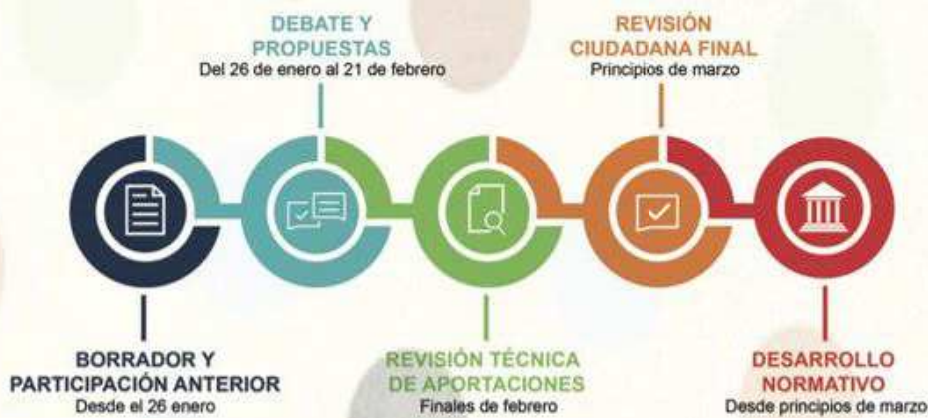 DEBATE Y
PROPUESTAS
Del 26 de enero al 21 de febrero
REVISIÓN
CIUDADANA FINAL
Principios de marzo
BORRADOR Y
PARTICIPACIÓN ANTERIOR
Desde el 26 enero
REVISIÓN TÉCNICA
DE APORTACIONES
Finales de febrero
DESARROLLO
NORMATIVO
Desde principios de marzo